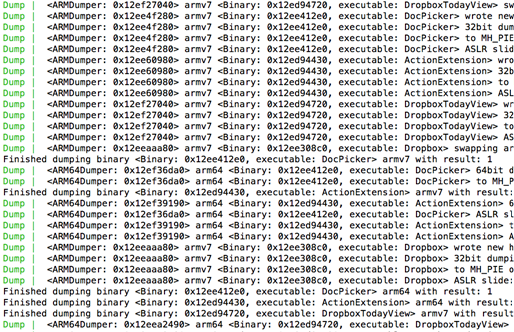 Dump | <ARMDumper: 0x12ef27040> armv7 <Binary: 0x12ed94720, executable: DropboxTodayView> sw
Dump | <ARMDumper: 0x12ee4f280> armv7 <Binary: 0x12ee412e0, executable: DocPicker> wrote new
Dump | <ARMDumper: 0x12ee4f280> armv7 <Binary: 0x12ee412e0, executable: DocPicker> 32bit dum
Dump | <ARMDumper: 0x12ee4f280> armv7 <Binary: 0x12ee412e0, executable: DocPicker> to MH_PIE
Dump | <ARMDumper: 0x12ee4f280> armv7 <Binary: 0x12ee412e0, executable: DocPicker> ASLR slid
Dump | <ARMDumper: 0x12ee60980> armv7 <Binary: 0x12ed94430, executable: ActionExtension> wro
Dump | <ARMDumper: 0x12ee60980> armv7 <Binary: 0x12ed94430, executable: ActionExtension> 32b
Dump | <ARMDumper: 0x12ee60980> armv7 <Binary: 0x12ed94430, executable: ActionExtension> to
Dump | <ARMDumper: 0x12ee60980> armv7 <Binary: 0x12ed94430, executable: ActionExtension> ASL
Dump | <ARMDumper: 0x12ef27040> armv7 <Binary: 0x12ed94720, executable: DropboxTodayView> wr
Dump | <ARMDumper: 0x12ef27040> armv7 <Binary: 0x12ed94720, executable: DropboxTodayView> 32
Dump | <ARMDumper: 0x12ef27040> armv7 <Binary: 0x12ed94720, executable: DropboxTodayView> to
Dump | <ARMDumper: 0x12ef27040> armv7 <Binary: 0x12ed94720, executable: DropboxTodayView> AS
Dump | <ARMDumper: 0x12eeaaa80> armv7 <Binary: 0x12ee308c0, executable: Dropbox> swapping ar
Finished dumping binary <Binary: 0x12ee412e0, executable: DocPicker> armv7 with result: 1
Dump | <ARM64Dumper: 0x12ef36da0> arm64 <Binary: 0x12ee412e0, executable: DocPicker> 64bit d
Dump | <ARM64Dumper: 0x12ef36da0> arm64 <Binary: 0x12ee412e0, executable: DocPicker> to MH_P
Finished dumping binary <Binary: 0x12ed94430, executable: ActionExtension> armv7 with result:
Dump | <ARM64Dumper: 0x12ef39190> arm64 <Binary: 0x12ed94430, executable: ActionExtension> 6
Dump | <ARM64Dumper: 0x12ef36da0> arm64 <Binary: 0x12ee412e0, executable: DocPicker> ASLR sl
Dump | <ARM64Dumper: 0x12ef39190> arm64 <Binary: 0x12ed94430, executable: ActionExtension> t
Dump | <ARM64Dumper: 0x12ef39190> arm64 <Binary: 0x12ed94430, executable: ActionExtension> A
Dump | <ARMDumper: 0x12eeaaa80> armv7 <Binary: 0x12ee308c0, executable: Dropbox> wrote new h
Dump | <ARMDumper: 0x12eeaaa80> armv7 <Binary: 0x12ee308c0, executable: Dropbox> 32bit dumpi
Dump | <ARMDumper: 0x12eeaaa80> armv7 <Binary: 0x12ee308c0, executable: Dropbox> to MH_PIE o
Dump | <ARMDumper: 0x12eeaaa80> armv7 <Binary: 0x12ee308c0, executable: Dropbox> ASLR slide:
Finished dumping binary <Binary: 0x12ee412e0, executable: DocPicker> arm64 with result: 1
Finished dumping binary <Binary: 0x12ed94430, executable: ActionExtension> arm64 with result:
Finished dumping binary <Binary: 0x12ed94720, executable: DropboxTodayView> armv7 with result
Dump | <ARM64Dumper: 0x12eea2490> arm64 <Binary: 0x12ed94720, executable: DropboxTodayView>